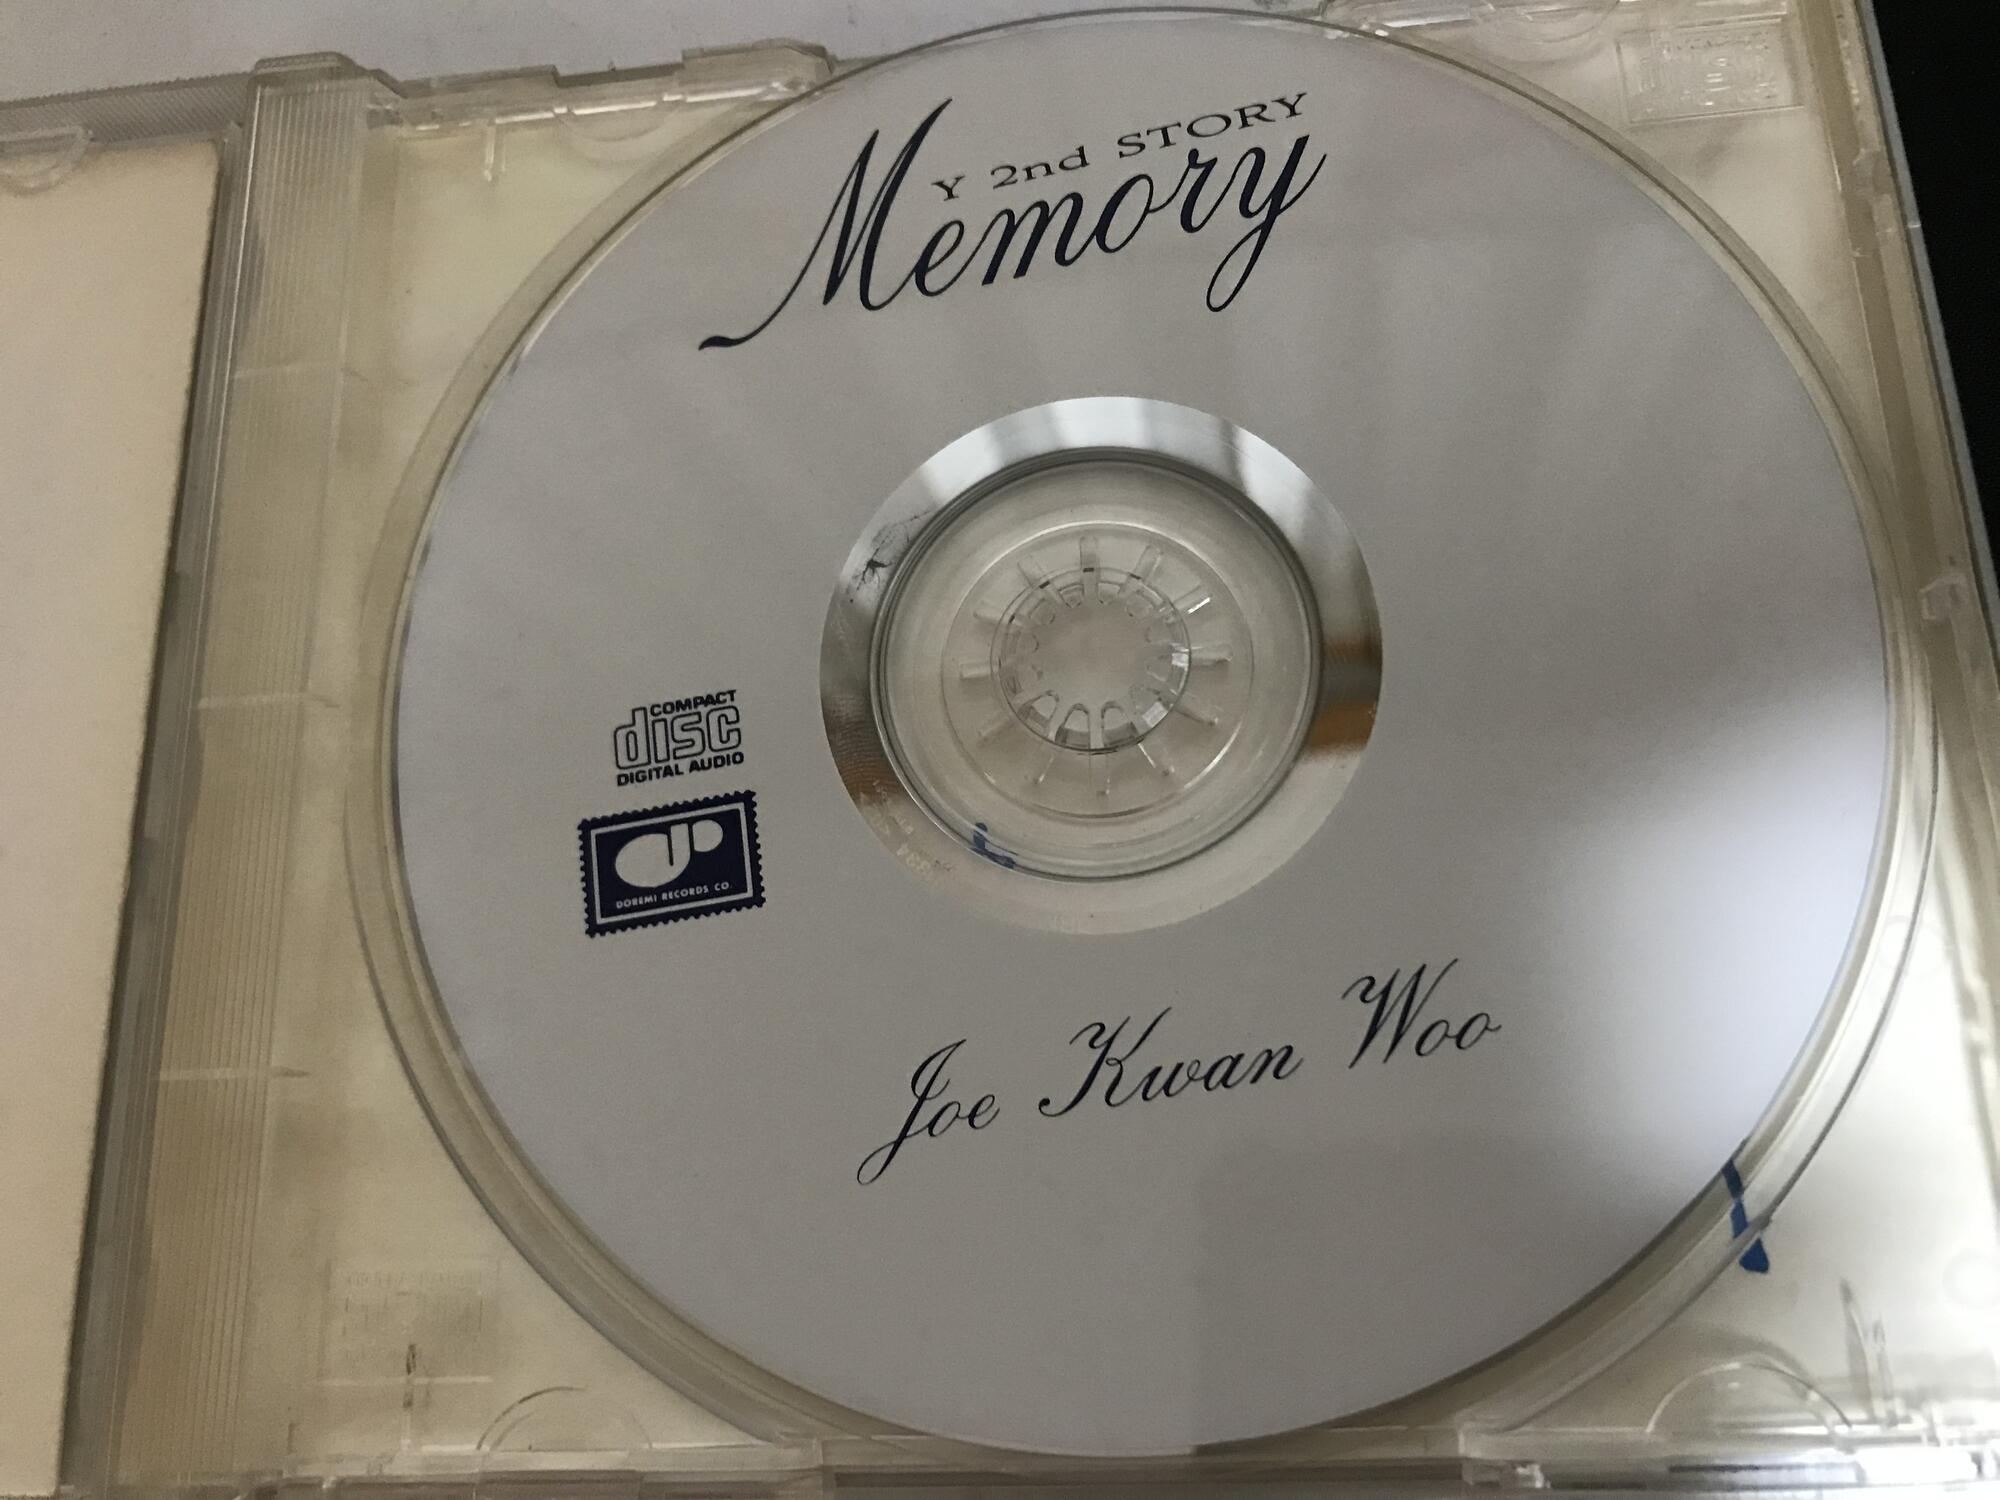 Y 2nd STORY
Memory
COMPACT
disc
DIGITAL AUDIO
DOREMI RECORDS CO.
Joe Kwan Woo